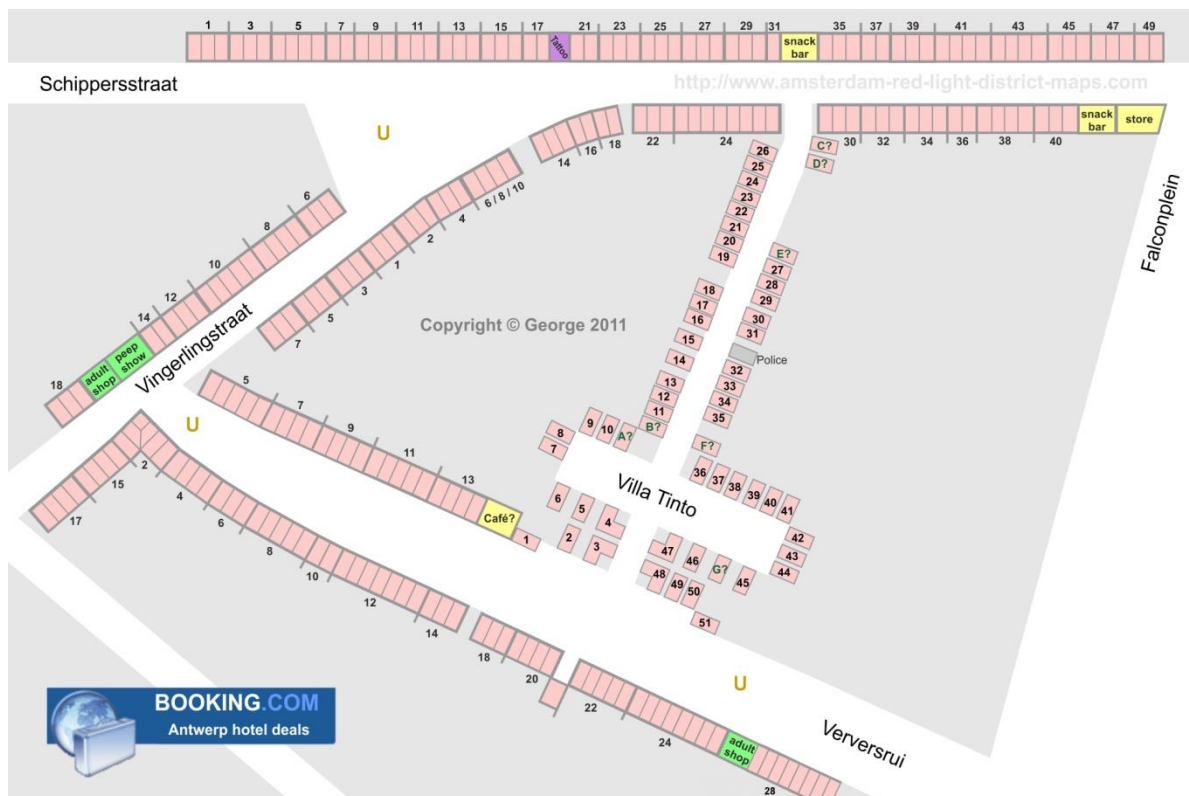 1 3 5 7 9 11 13 15 17 21 23 25 27 29 31 35 37 39 41 43 45 47 49
Tattoo
snack
bar
Schippersstraat
http://www.amsterdam-red-light-district-maps.com
U
14 16 18 22 24 30 32 34 36 38 40
snack
bar
store
C?
D?
6 / 8 / 10
4
2
1
3
5
7
6
8
10
12
14
peep
show
adult
shop
18
Vingerlingstraat
Falconplein
26
25
24
23
22
21
20
19
18
17
16
15
14
13
12
11
B?
E?
27
28
29
30
31
Police
32
33
34
35
F?
Copyright © George 2011
U
5
7
9
11
13
Café?
1
9
10
A?
8
7
6
5
4
2
3
Villa Tinto
36
37
38
39
40
41
42
43
44
47
46
G?
45
48
49
50
51
17
15
2
4
6
8
10
12
14
18
20
22
24
adult
shop
28
U
Verversrui
BOOKING.COM
Antwerp hotel deals